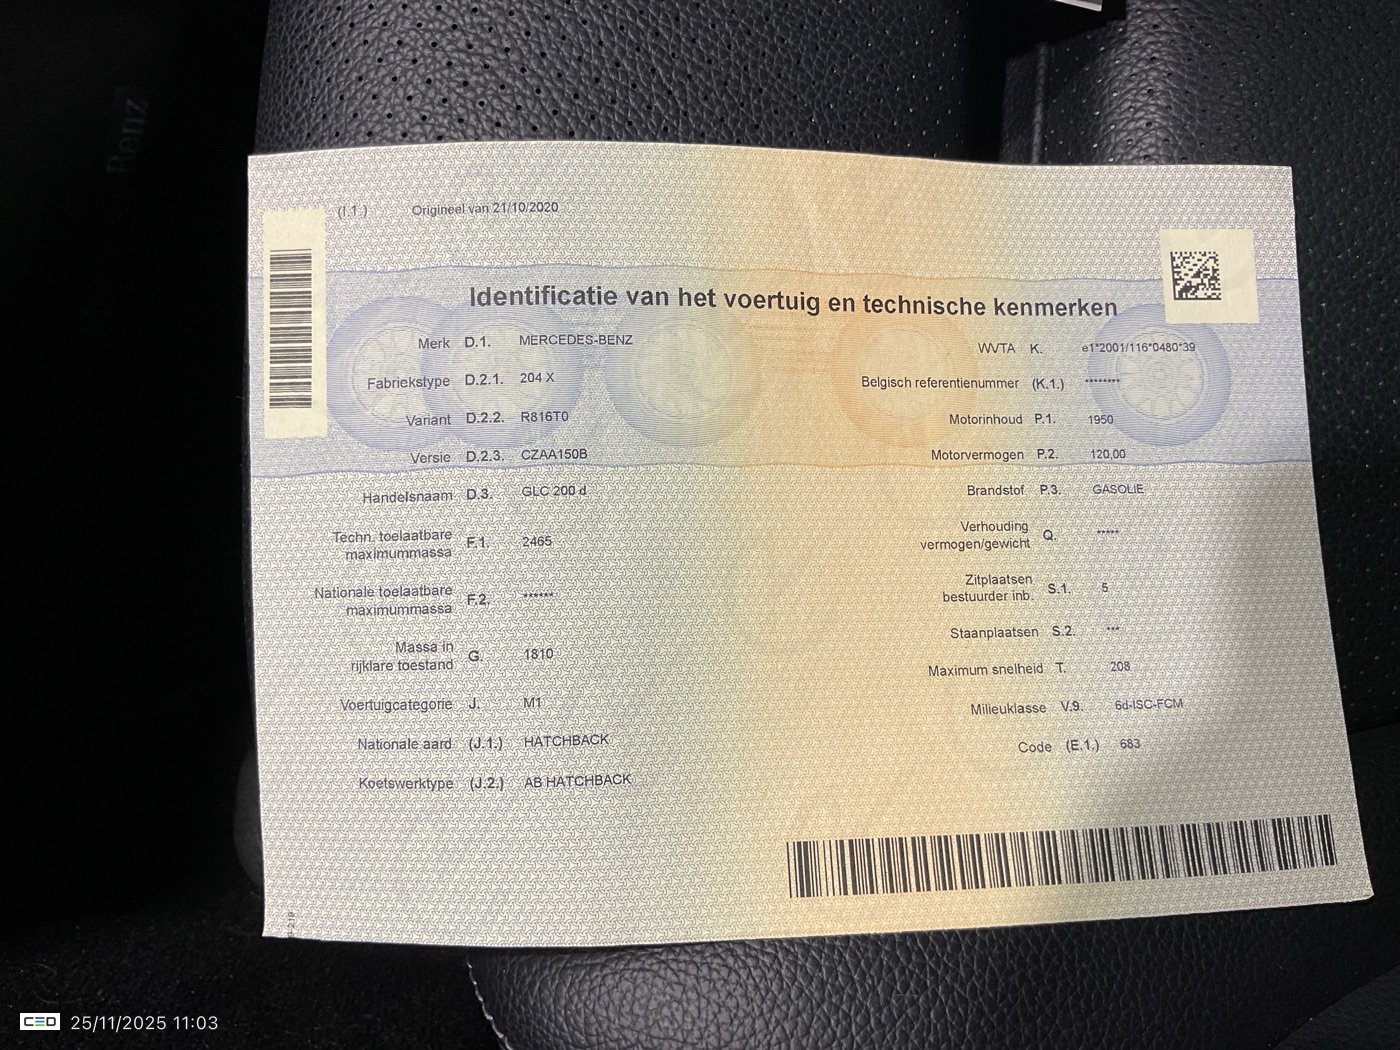 Benz
(I.1.) Origineel van 21/10/2020
Identificatie van het voertuig en technische kenmerken
Merk D.1. MERCEDES-BENZ
Fabriekstype D.2.1. 204 X
Variant D.2.2. R816T0
Versie D.2.3. CZAA150B
Handelsnaam D.3. GLC 200 d
Techn. toelaatbare
maximummassa F.1. 2465
Nationale toelaatbare
maximummassa F.2. ******
Massa in
rijklare toestand G. 1810
Voertuigcategorie J. M1
Nationale aard (J.1.) HATCHBACK
Koetswerktype (J.2.) AB HATCHBACK
WVTA K. e1*2001/116*0480*39
Belgisch referentienummer (K.1.) ********
Motorinhoud P.1. 1950
Motorvermogen P.2. 120,00
Brandstof P.3. GASOLIE
Verhouding
vermogen/gewicht Q. *****
Zitplaatsen
bestuurder inb. S.1. 5
Staanplaatsen S.2. ***
Maximum snelheid T. 208
Milieuklasse V.9. 6d-ISC-FCM
Code (E.1.) 683
CED 25/11/2025 11:03